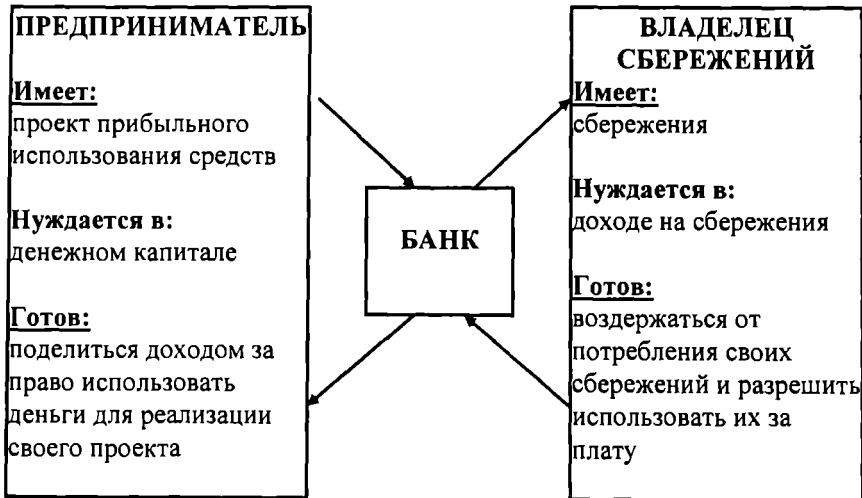 ПРЕДПРИНИМАТЕЛЬ
Имеет:
проект прибыльного
использования средств
Нуждается в:
денежном капитале
Готов:
поделиться доходом за
право использовать
деньги для реализации
своего проекта
БАНК
ВЛАДЕЛЕЦ
СБЕРЕЖЕНИЙ
Имеет:
сбережения
Нуждается в:
доходе на сбережения
Готов:
воздержаться от
потребления своих
сбережений и разрешить
использовать их за
плату